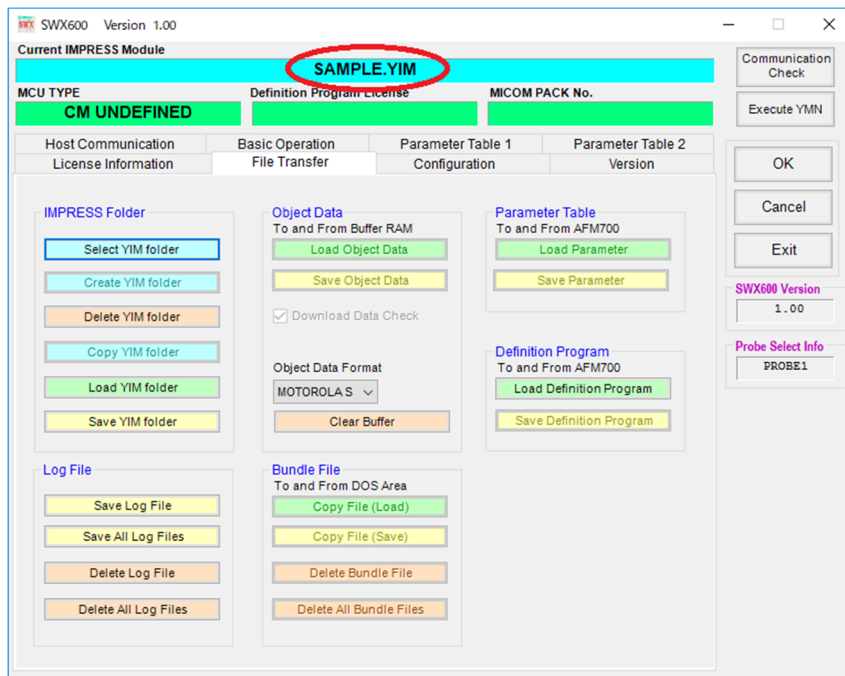 SWX SWX600 Version 1.00
Current IMPRESS Module
SAMPLE.YIM
MCU TYPE Definition Program License MICOM PACK No.
CM UNDEFINED
Host Communication Basic Operation Parameter Table 1 Parameter Table 2
License Information File Transfer Configuration Version
IMPRESS Folder
Select YIM folder
Create YIM folder
Delete YIM folder
Copy YIM folder
Load YIM folder
Save YIM folder
Object Data
To and From Buffer RAM
Load Object Data
Save Object Data
Download Data Check
Object Data Format
MOTOROLA S
Clear Buffer
Parameter Table
To and From AFM700
Load Parameter
Save Parameter
Definition Program
To and From AFM700
Load Definition Program
Save Definition Program
Log File
Save Log File
Save All Log Files
Delete Log File
Delete All Log Files
Bundle File
To and From DOS Area
Copy File (Load)
Copy File (Save)
Delete Bundle File
Delete All Bundle Files
Communication
Check
Execute YMN
OK
Cancel
Exit
SWX600 Version
1.00
Probe Select Info
PROBE1